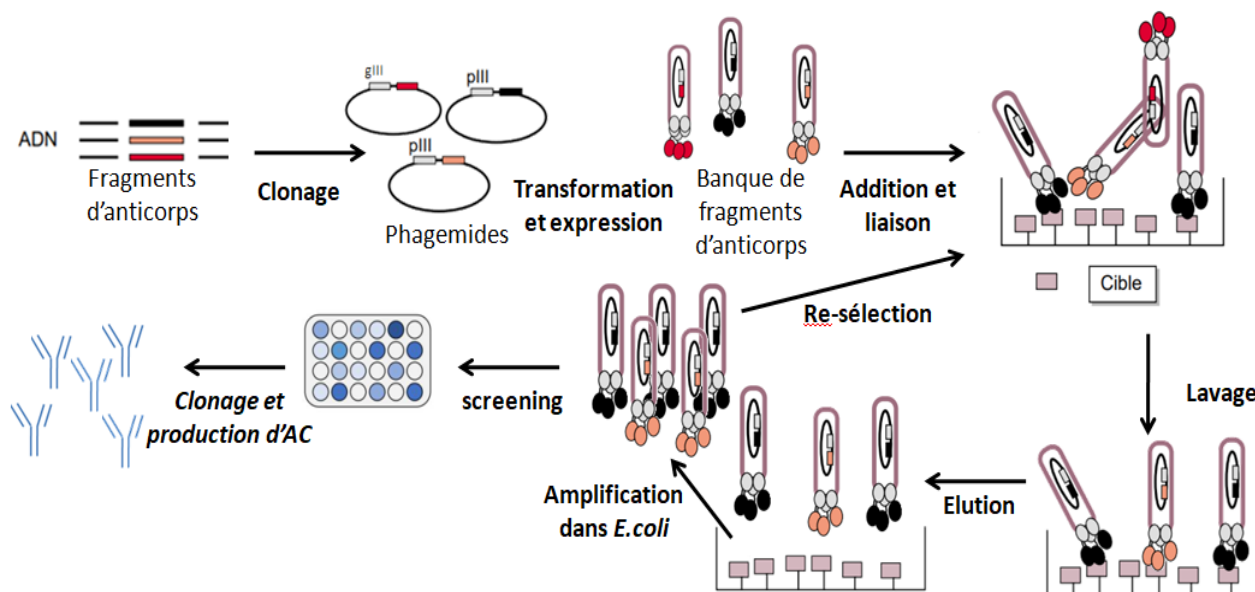 ADN
Fragments
d'anticorps
Clonage
gIII
pIII
pIII
Phagemides
Transformation
et expression
Banque de
fragments
d'anticorps
Addition et
liaison
Cible
Re-sélection
Lavage
Elution
Amplification
dans E.coli
screening
Clonage et
production d'AC